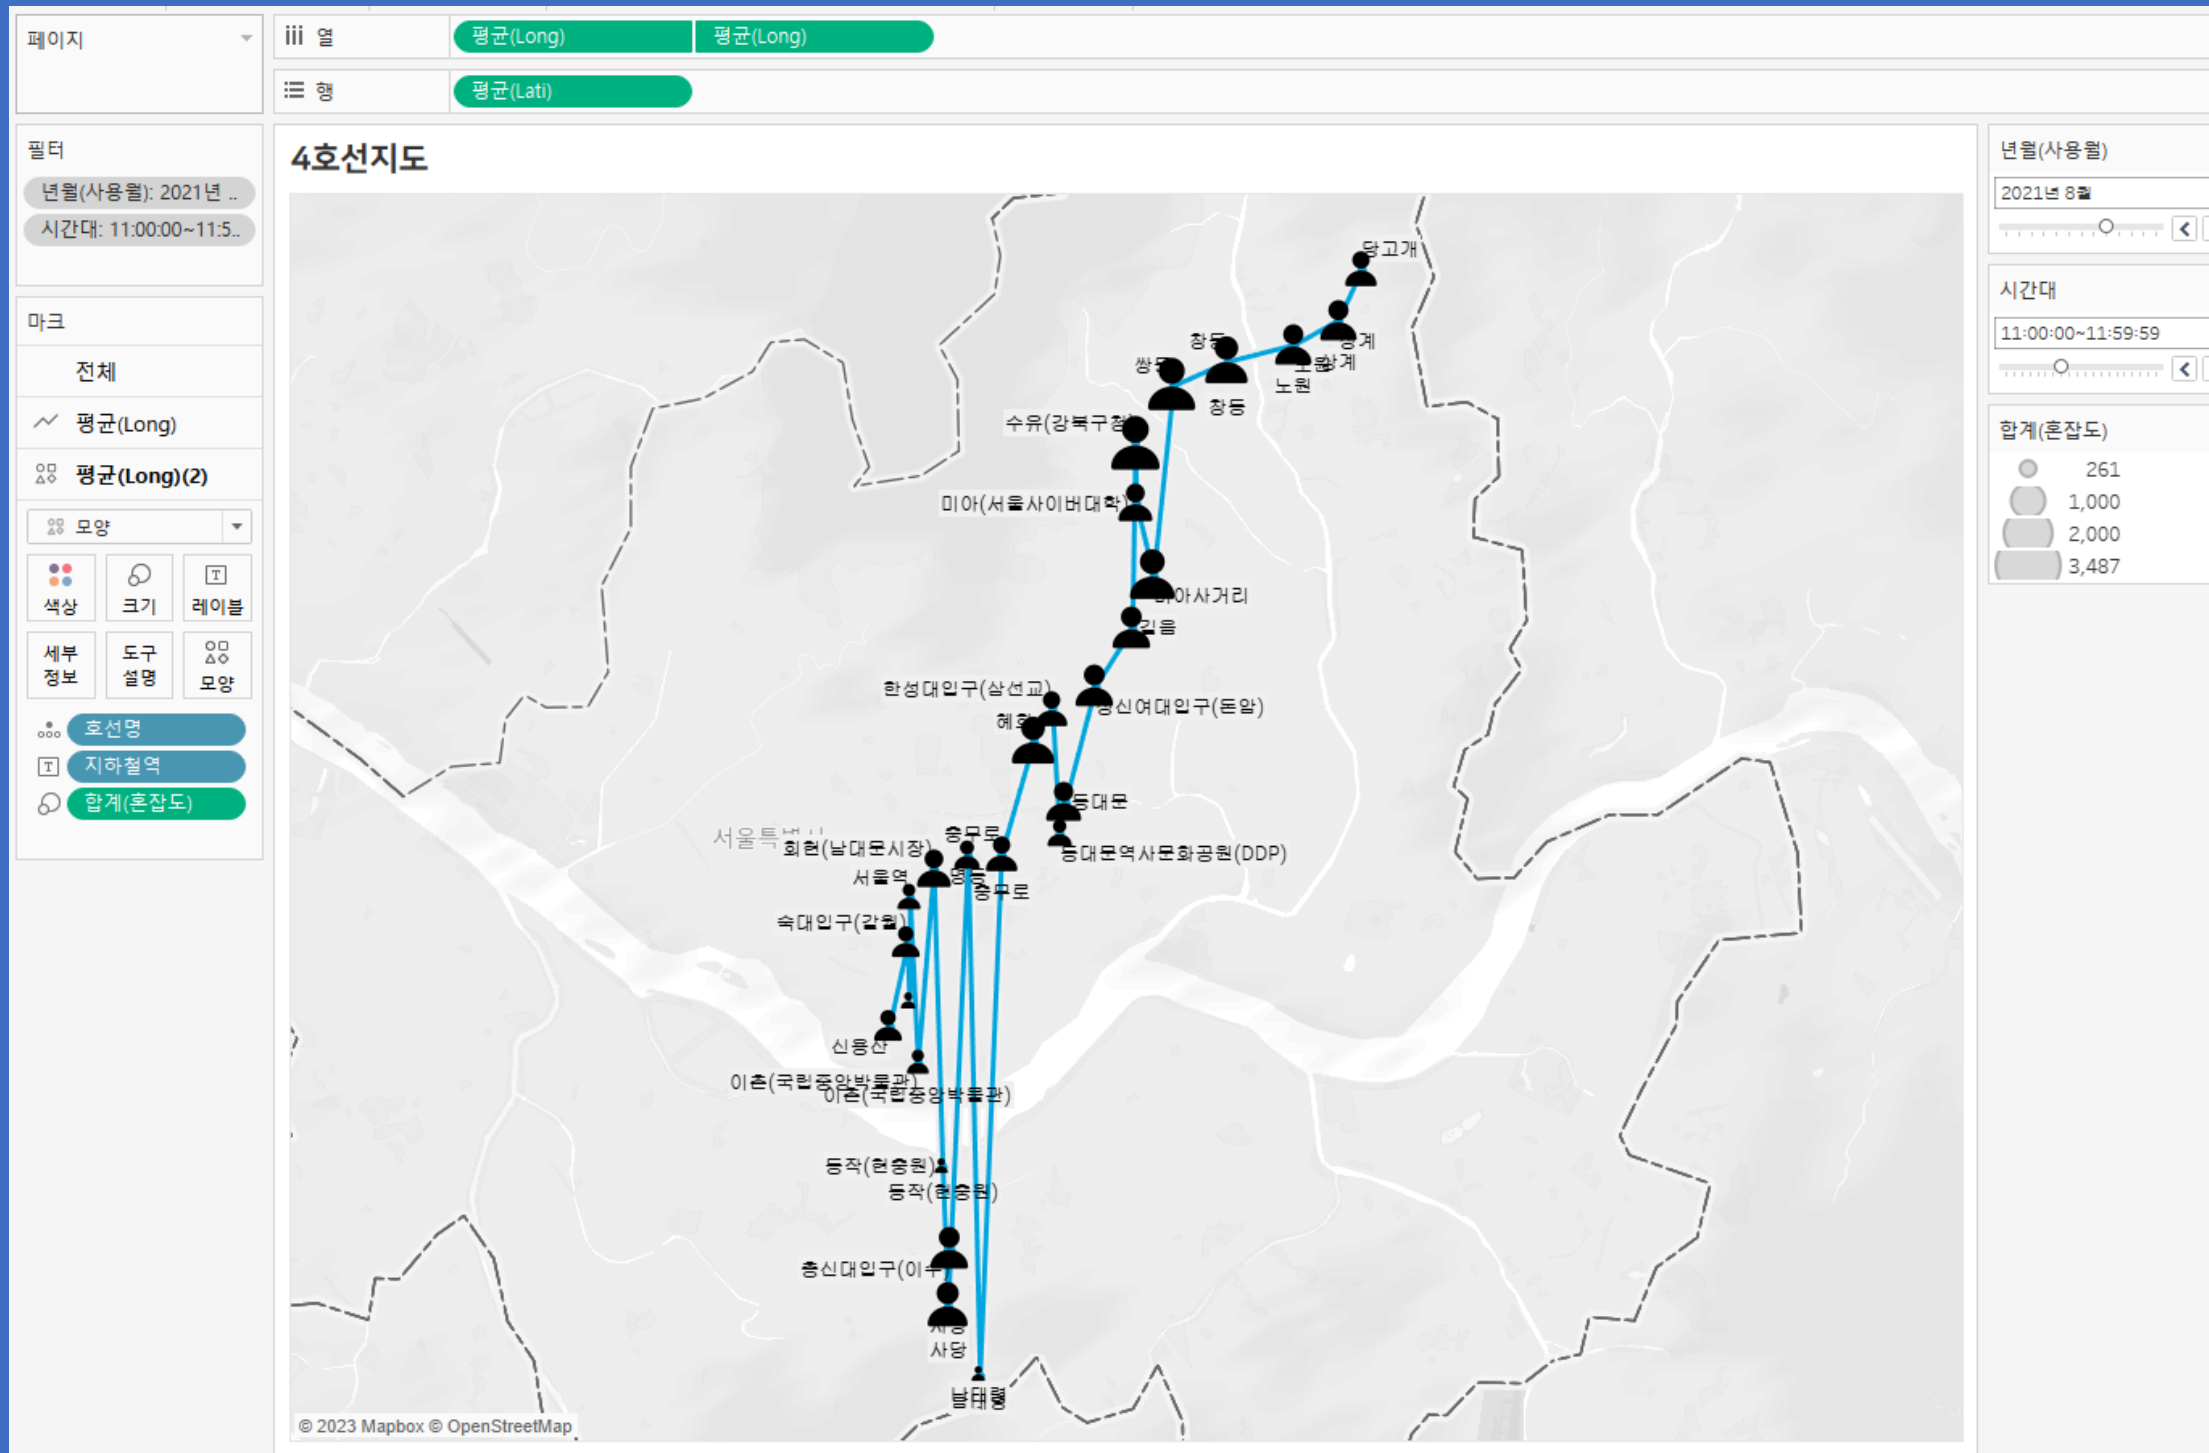 페이지
iii 열
평균(Long)
평균(Long)
행
평균(Lati)
필터
년월(사용월): 2021년 ..
시간대: 11:00:00~11:5..
마크
전체
평균(Long)
평균(Long)(2)
모양
색상
크기
레이블
세부
정보
도구
설명
모양
호선명
지하철역
합계(혼잡도)
4호선지도
당고개
상계
노원
창동
수유(강북구청)
미아(서울사이버대학)
미아사거리
길음
한성대입구(삼선교)
성신여대입구(돈암)
동대문
동대문역사문화공원(DDP)
충무로
충무로
회현(남대문시장)
명동
서울역
숙대입구(갈월)
신용산
이촌(국립중앙박물관)
이촌(국립중앙박물관)
동작(현충원)
동작(현충원)
총신대입구(이수
사당
남태령
© 2023 Mapbox © OpenStreetMap
년월(사용월)
2021년 8월
시간대
11:00:00~11:59:59
합계(혼잡도)
261
1,000
2,000
3,487